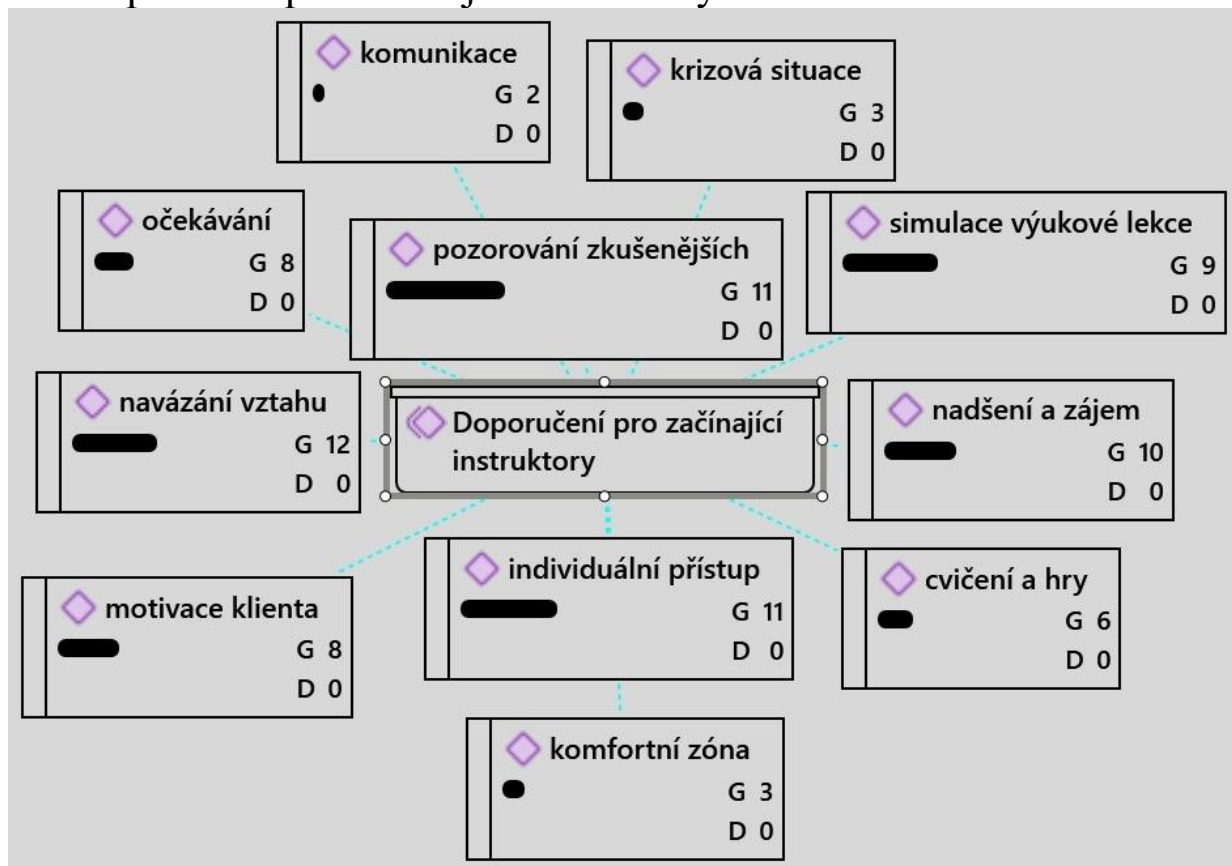 komunikace
G 2
D 0
krizová situace
G 3
D 0
očekávání
G 8
D 0
pozorování zkušenějších
G 11
D 0
simulace výukové lekce
G 9
D 0
navázání vztahu
G 12
D 0
Doporučení pro začínající
instruktory
nadšení a zájem
G 10
D 0
motivace klienta
G 8
D 0
individuální přístup
G 11
D 0
cvičení a hry
G 6
D 0
komfortní zóna
G 3
D 0